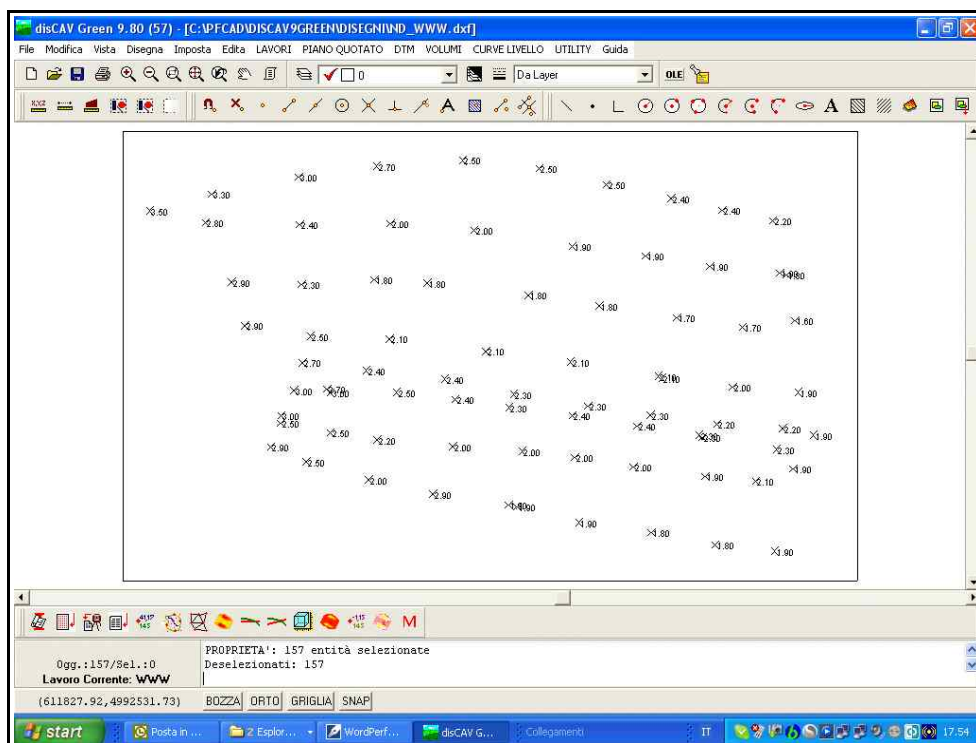 disCAV Green 9.80 (57) - [C:\PFCAD\DISCAV9GREEN\DISEGNI\ND_WWW.dxf]
File Modifica Vista Disegna Imposta Edita LAVORI PIANO QUOTATO DTM VOLUMI CURVE LIVELLO UTILITY Guida
0 Da Layer OLE
2.50
2.70 2.50
3.00 2.50
3.30 2.40
3.50 2.40
2.80 2.40 2.00 2.00 2.20
1.90
1.90
1.90
2.90 2.30 1.80 1.80
1.80
1.80
1.70 1.60
2.90 1.70
2.50 2.10
2.10
2.70 2.10
2.40
2.40
2.00
2.50 1.90
2.40 2.30
2.30 2.30
2.40 2.30
2.50 2.40 2.20 2.20
2.50 2.20 1.90
2.90 2.00 2.00 2.30
2.50 2.00
2.00 1.90
2.00 1.90 2.10
2.90
1.90
1.80
1.80
1.90
PROPRIETA': 157 entità selezionate
Deselezionati: 157
Ogg.:157/Sel.:0
Lavoro Corrente: WWW
(611827.92,4992531.73) BOZZA ORTO GRIGLIA SNAP
start Posta in ... 2 Esplor... WordPerf... disCAV G... Collegamenti IT 17.54